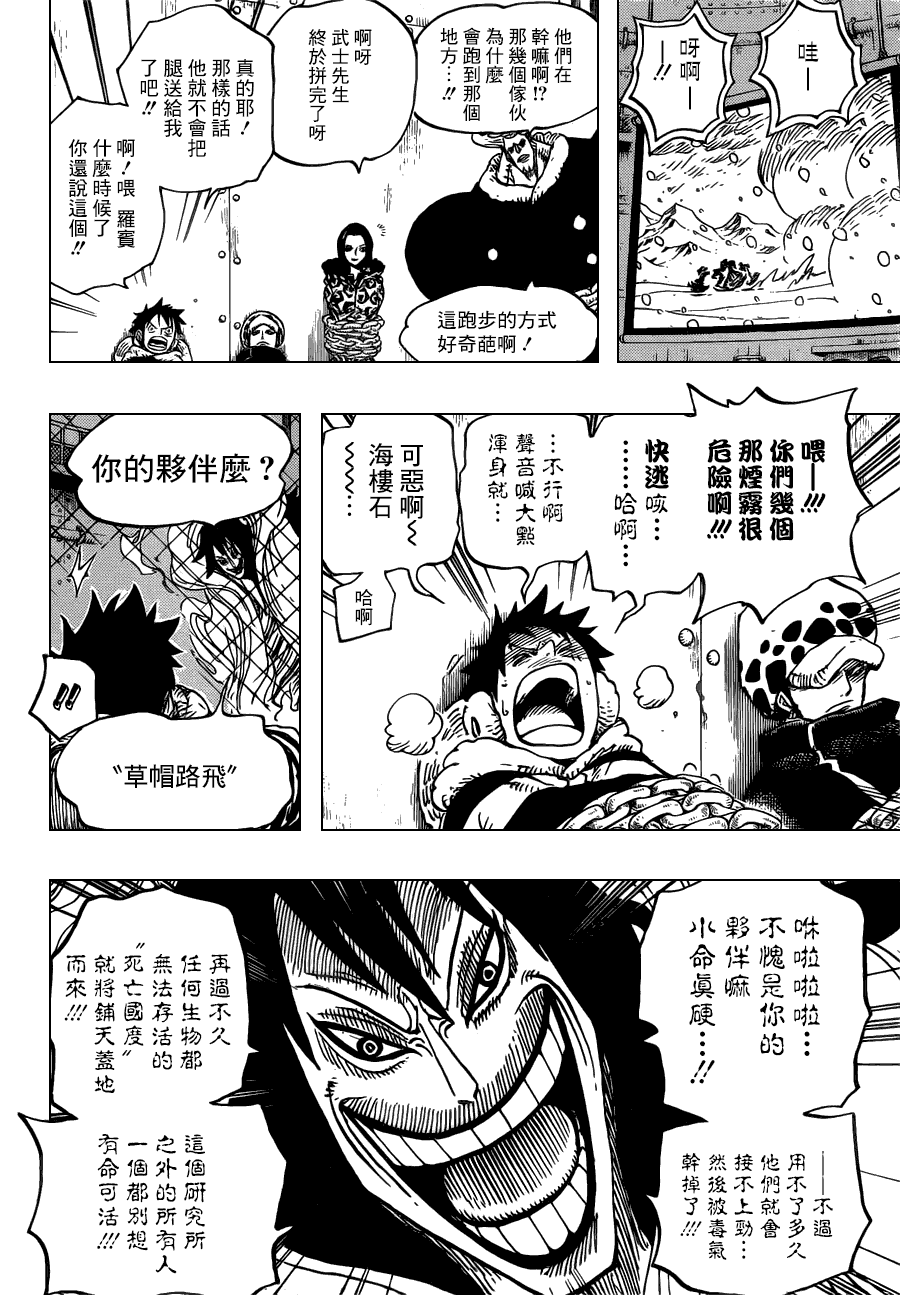 哇——
呀啊
——
他們在
幹嘛啊!?
那幾個傢伙
為什麼
會跑到那個
地方…!!
啊呀
武士先生
終於拼完了呀
真的耶!
那樣的話
他就不會把
腿送給我
了吧!!
啊!喂 羅賓
什麼時候了
你還說這個!!
這跑步的方式
好奇葩啊!
喂—!!!
你們幾個
那煙霧很
危險啊!!!
快逃咳…
……哈啊…
…不行啊
聲音喊大點
渾身就…
可惡啊~
海樓石
~~~~…
哈啊
你的夥伴麼?
!!
〝草帽路飛〞
咻啦啦啦…
不愧是你的
夥伴嘛
小命真硬…!!
——不過
用不了多久
他們就會
接不上勁…
然後被毒氣
幹掉了!!!
再過不久
任何生物都
無法存活的
〝死亡國度〞
就將鋪天蓋地
而來!!!
這個研究所
之外的所有人
一個都別想
有命可活!!!